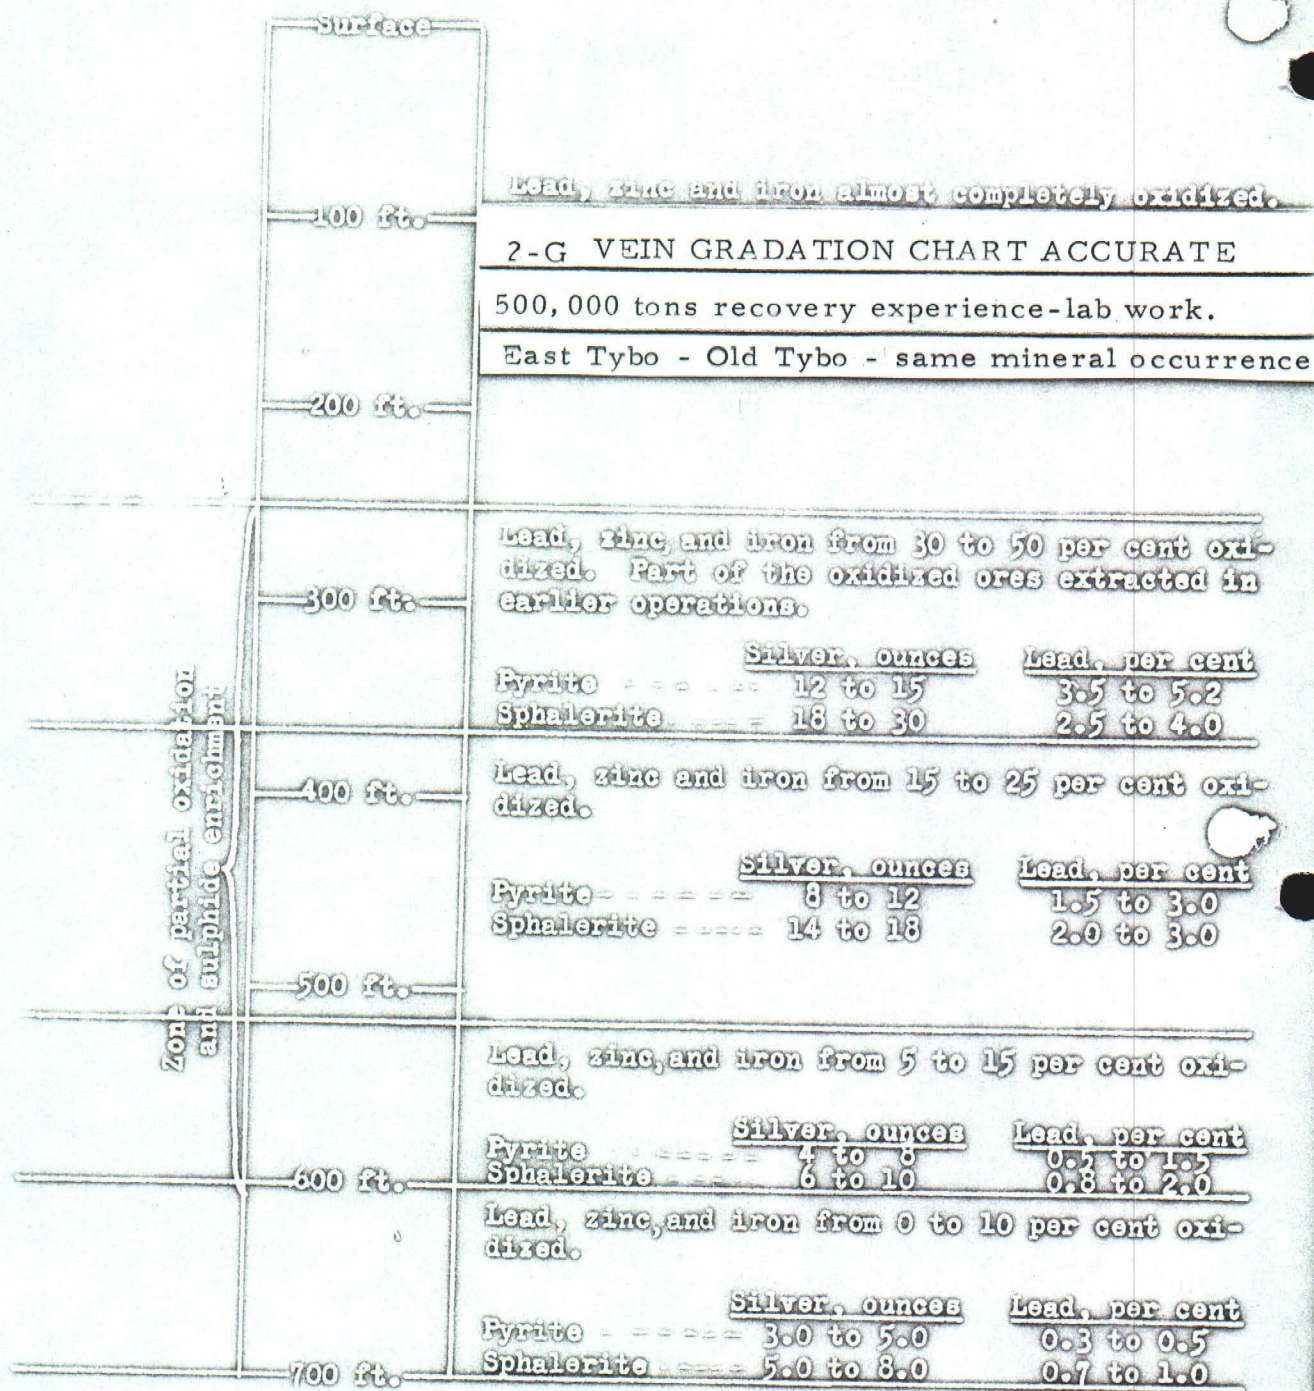 Surface
Lead, zinc and iron almost completely oxidized.
100 ft.
2-G VEIN GRADATION CHART ACCURATE
500,000 tons recovery experience-lab work.
East Tybo - Old Tybo - same mineral occurrence
200 ft.
Lead, zinc, and iron from 30 to 50 per cent oxi-
dized. Part of the oxidized ores extracted in
300 ft.
earlier operations.
Silver, ounces Lead, per cent
Pyrite - - - - - - 12 to 15 3.5 to 5.2
Sphalerite - - - - 18 to 30 2.5 to 4.0
Zone of partial oxidation
and sulphide enrichment
Lead, zinc and iron from 15 to 25 per cent oxi-
400 ft.
dized.
Silver, ounces Lead, per cent
Pyrite - - - - - - 8 to 12 1.5 to 3.0
Sphalerite - - - - - 14 to 18 2.0 to 3.0
500 ft.
Lead, zinc, and iron from 5 to 15 per cent oxi-
dized.
Silver, ounces Lead, per cent
Pyrite - - - - - - 4 to 8 0.5 to 1.5
Sphalerite - - - - 6 to 10 0.8 to 2.0
600 ft.
Lead, zinc, and iron from 0 to 10 per cent oxi-
dized.
Silver, ounces Lead, per cent
Pyrite - - - - - - 3.0 to 5.0 0.3 to 0.5
Sphalerite - - - - 5.0 to 8.0 0.7 to 1.0
700 ft.